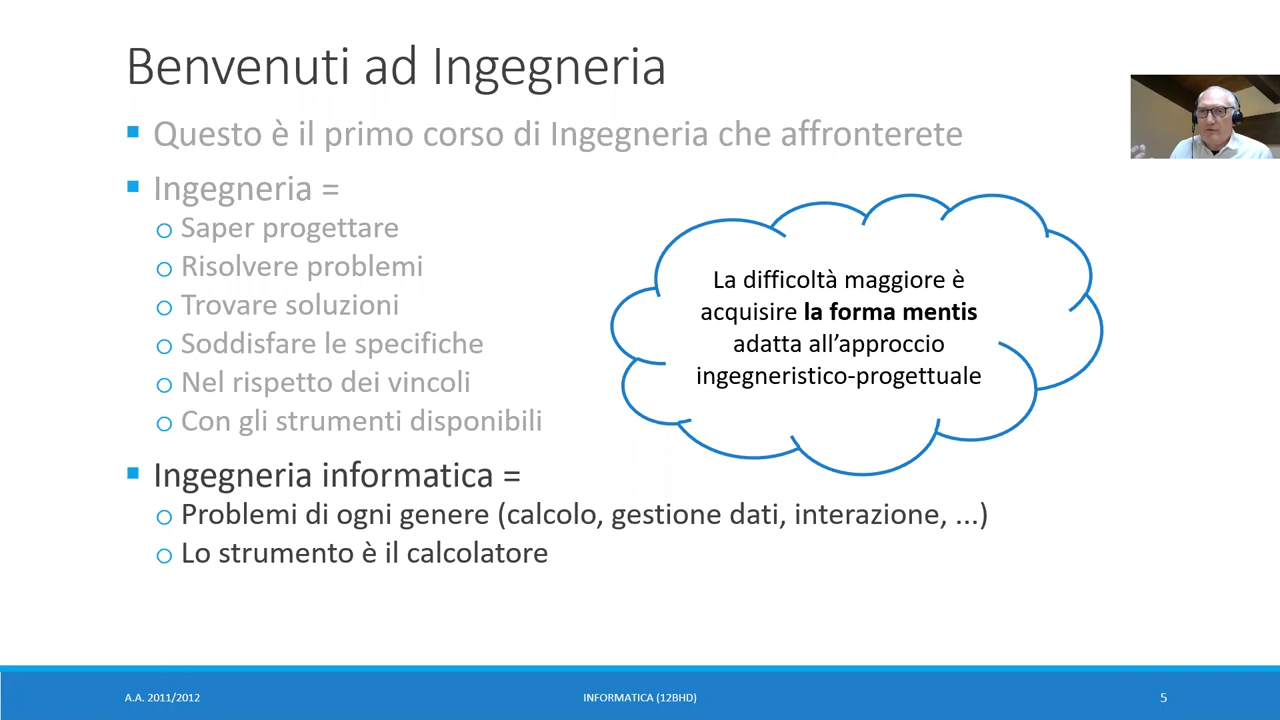 Benvenuti ad Ingegneria
Questo è il primo corso di Ingegneria che affronterete
Ingegneria =
Saper progettare
Risolvere problemi
Trovare soluzioni
Soddisfare le specifiche
Nel rispetto dei vincoli
Con gli strumenti disponibili
La difficoltà maggiore è
acquisire la forma mentis
adatta all’approccio
ingegneristico-progettuale
Ingegneria informatica =
Problemi di ogni genere (calcolo, gestione dati, interazione, ...)
Lo strumento è il calcolatore
A.A. 2011/2012
INFORMATICA (12BHD)
5